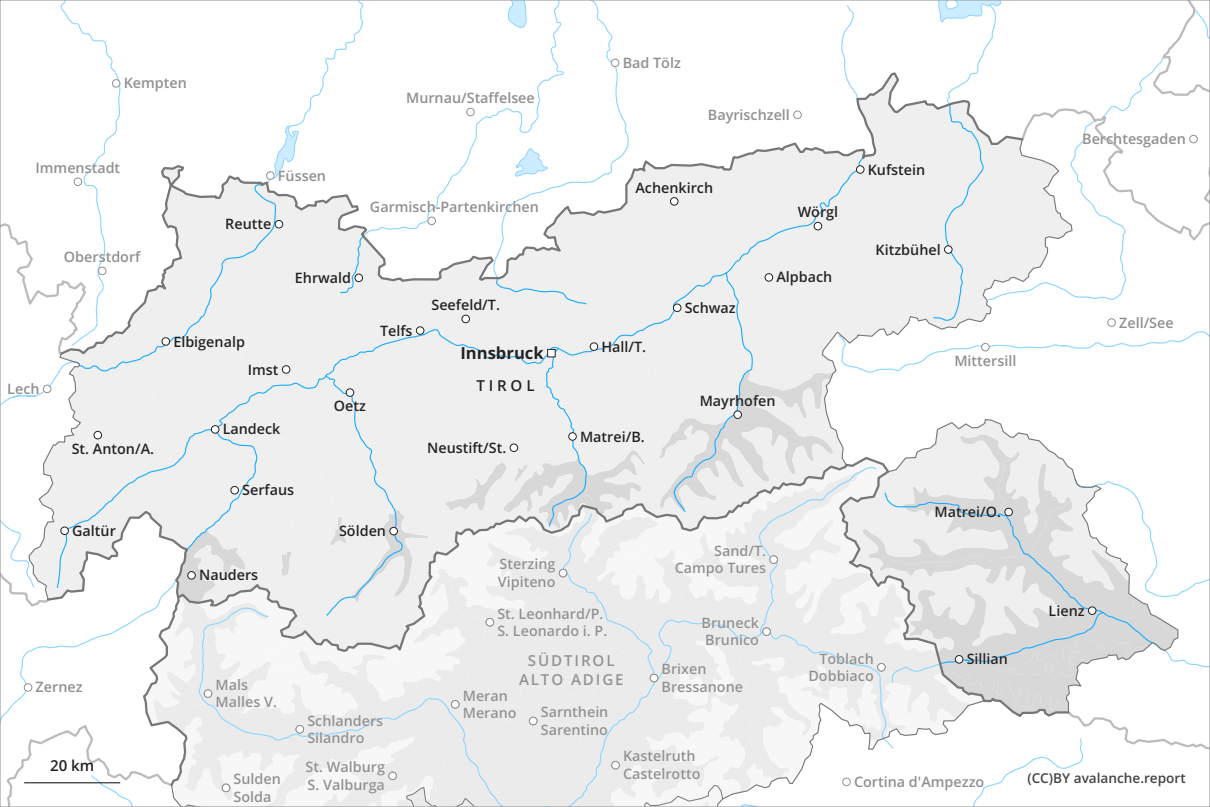 Bad Tölz
Kempten
Murnau/Staffelsee
Bayrischzell
Berchtesgaden
Immenstadt
Füssen
Kufstein
Achenkirch
Garmisch-Partenkirchen
Wörgl
Reutte
Kitzbühel
Oberstdorf
Ehrwald
Alpbach
Seefeld/T.
Schwaz
Zell/See
Telfs
Elbigenalp
Hall/T.
Innsbruck
Mittersill
Imst
TIROL
Lech
Oetz
Mayrhofen
Landeck
Matrei/B.
St. Anton/A.
Neustift/St.
Serfaus
Matrei/O.
Galtür
Sölden
Sand/T.
Campo Tures
Sterzing
Vipiteno
Nauders
Lienz
St. Leonhard/P.
S. Leonardo i. P.
Bruneck
Brunico
SÜDTIROL
ALTO ADIGE
Sillian
Toblach
Dobbiaco
Brixen
Bressanone
Zernez
Mals
Malles V.
Meran
Merano
Sarnthein
Sarentino
Schlanders
Silandro
Kastelruth
Castelrotto
20 km
St. Walburg
S. Valburga
Sulden
Solda
Cortina d'Ampezzo
(CC)BY avalanche.report